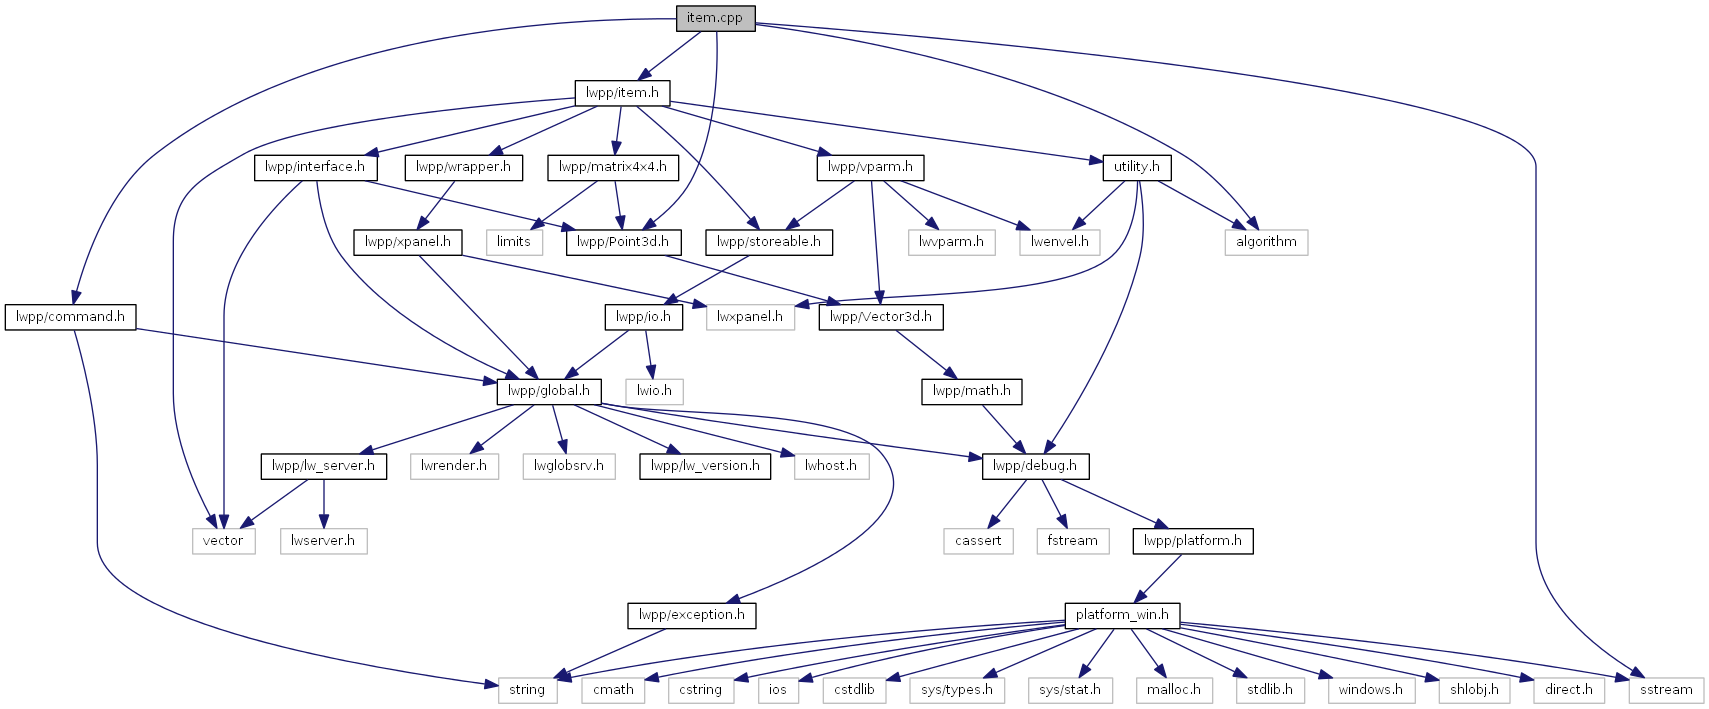 item.cpp
lwpp/item.h
lwpp/interface.h
lwpp/wrapper.h
lwpp/matrix4x4.h
lwpp/vparm.h
utility.h
lwpp/xpanel.h
limits
lwpp/Point3d.h
lwpp/storeable.h
lwvparm.h
lwenvel.h
algorithm
lwpp/command.h
lwpp/io.h
lwxpanel.h
lwpp/Vector3d.h
lwpp/global.h
lwio.h
lwpp/math.h
lwpp/lw_server.h
lwrender.h
lwglobsrv.h
lwpp/lw_version.h
lwhost.h
lwpp/debug.h
vector
lwserver.h
cassert
fstream
lwpp/platform.h
lwpp/exception.h
platform_win.h
string
cmath
cstring
ios
cstdlib
sys/types.h
sys/stat.h
malloc.h
stdlib.h
windows.h
shlobj.h
direct.h
sstream